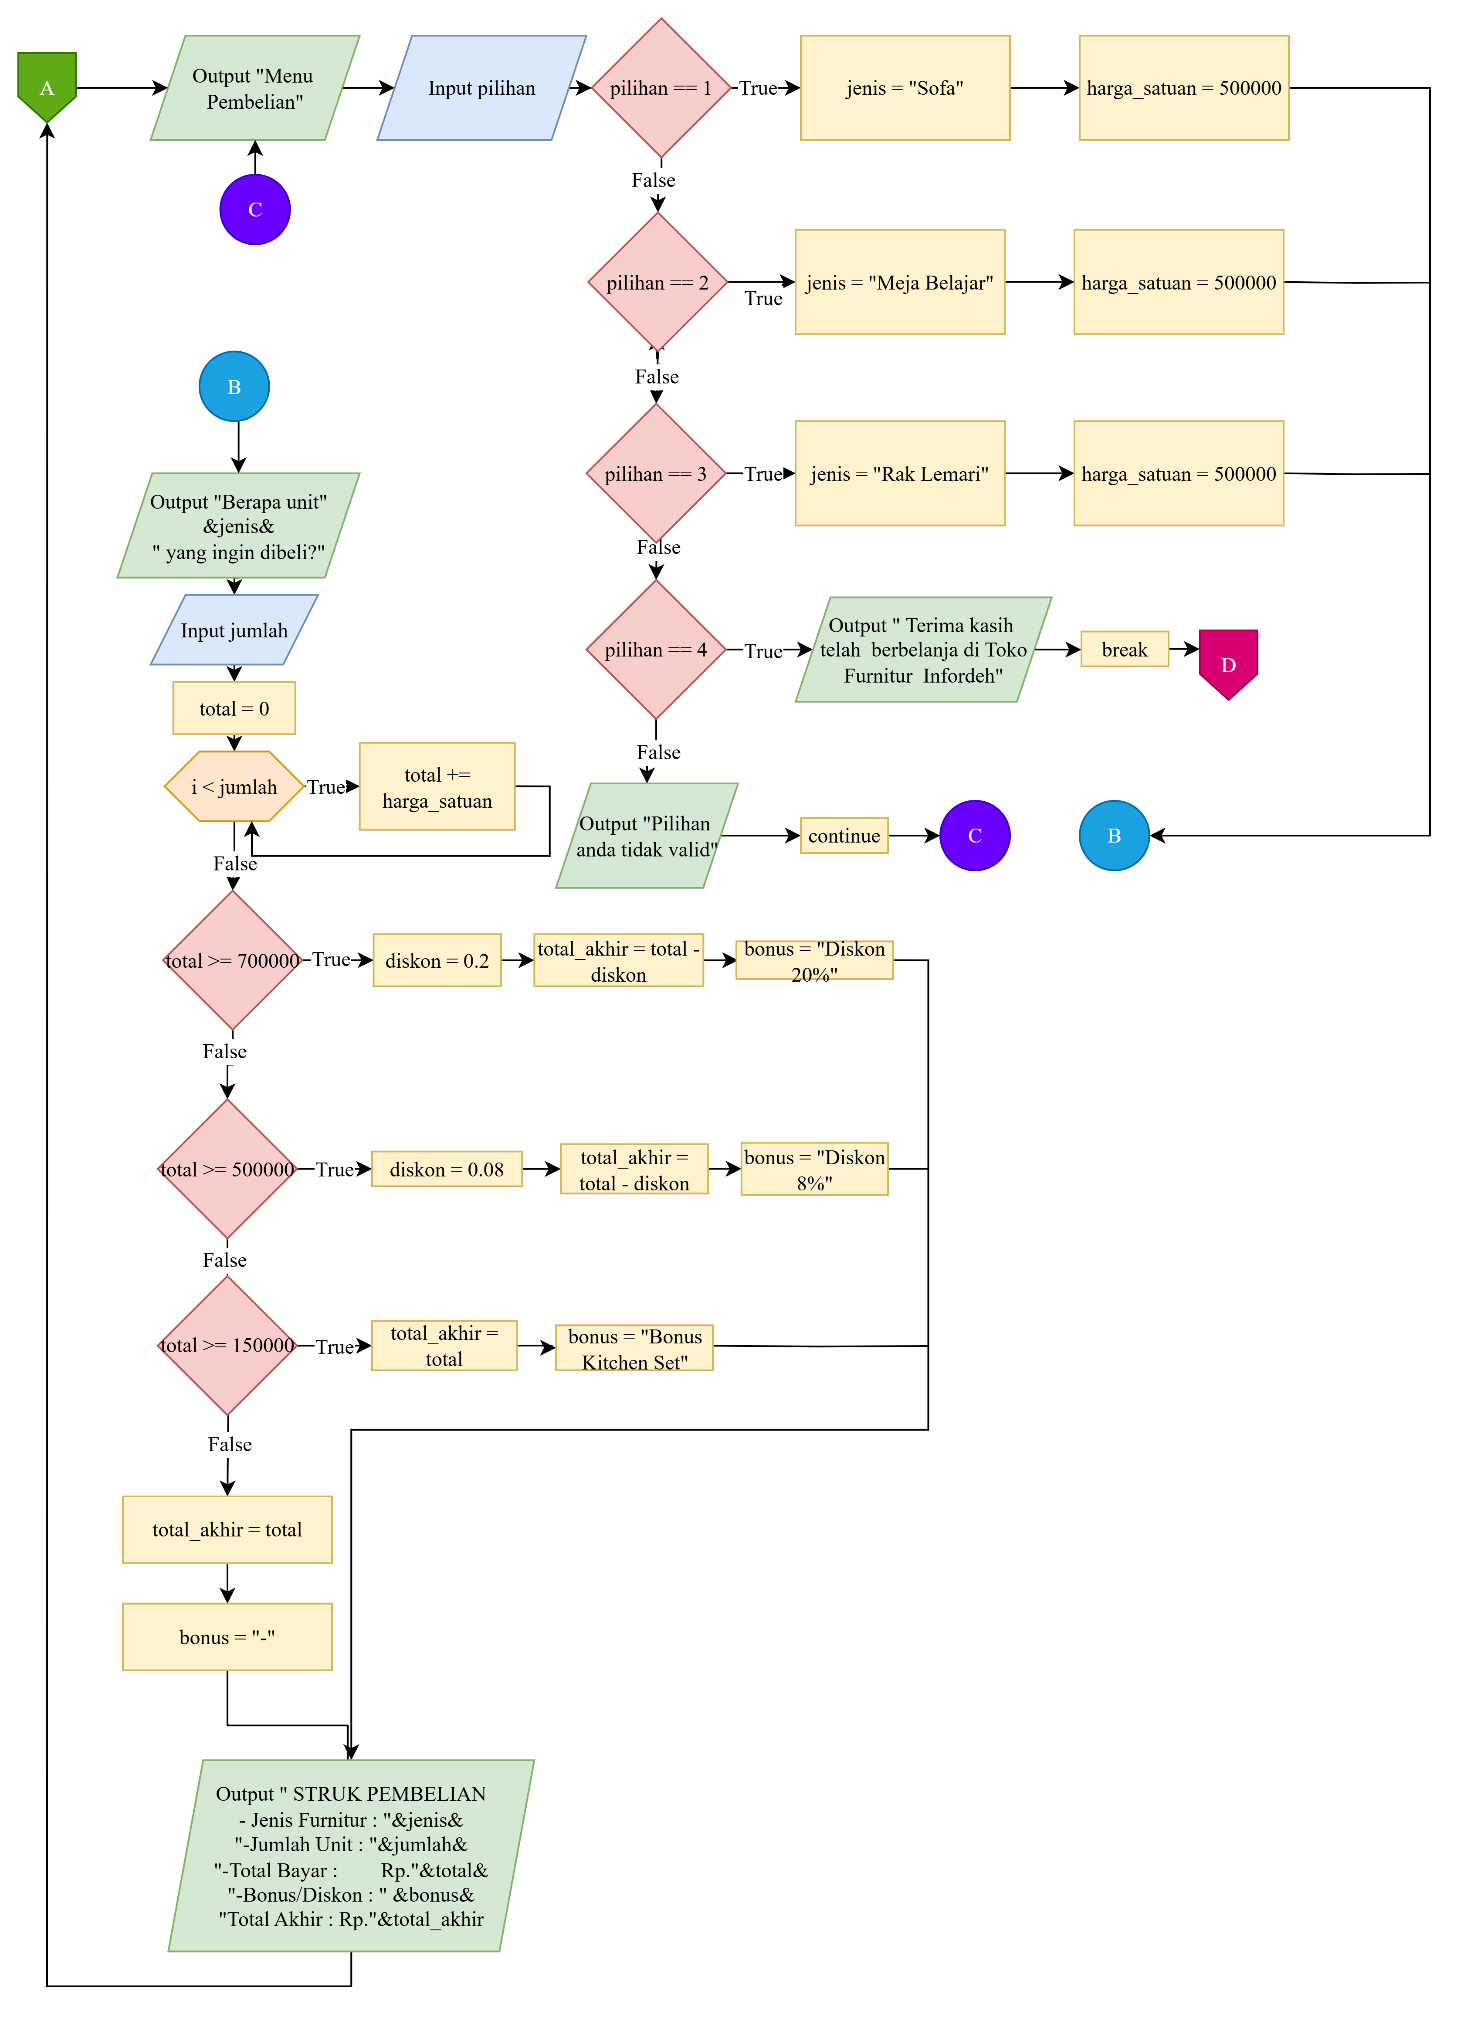 A
Output "Menu
Pembelian"
Input pilihan
pilihan == 1
True
jenis = "Sofa"
harga_satuan = 500000
C
False
pilihan == 2
True
jenis = "Meja Belajar"
harga_satuan = 500000
False
pilihan == 3
True
jenis = "Rak Lemari"
harga_satuan = 500000
False
pilihan == 4
True
Output " Terima kasih
telah  berbelanja di Toko
Furnitur  Infordeh"
break
D
False
Output "Pilihan
anda tidak valid"
continue
C
B
B
Output "Berapa unit"
&jenis&
" yang ingin dibeli?"
Input jumlah
total = 0
i < jumlah
True
total +=
harga_satuan
False
total >= 700000
True
diskon = 0.2
total_akhir = total -
diskon
bonus = "Diskon
20%"
False
total >= 500000
True
diskon = 0.08
total_akhir =
total - diskon
bonus = "Diskon
8%"
False
total >= 150000
True
total_akhir =
total
bonus = "Bonus
Kitchen Set"
False
total_akhir = total
bonus = "-"
Output " STRUK PEMBELIAN
- Jenis Furnitur : "&jenis&
"-Jumlah Unit : "&jumlah&
"-Total Bayar :        Rp."&total&
"-Bonus/Diskon : " &bonus&
"Total Akhir : Rp."&total_akhir